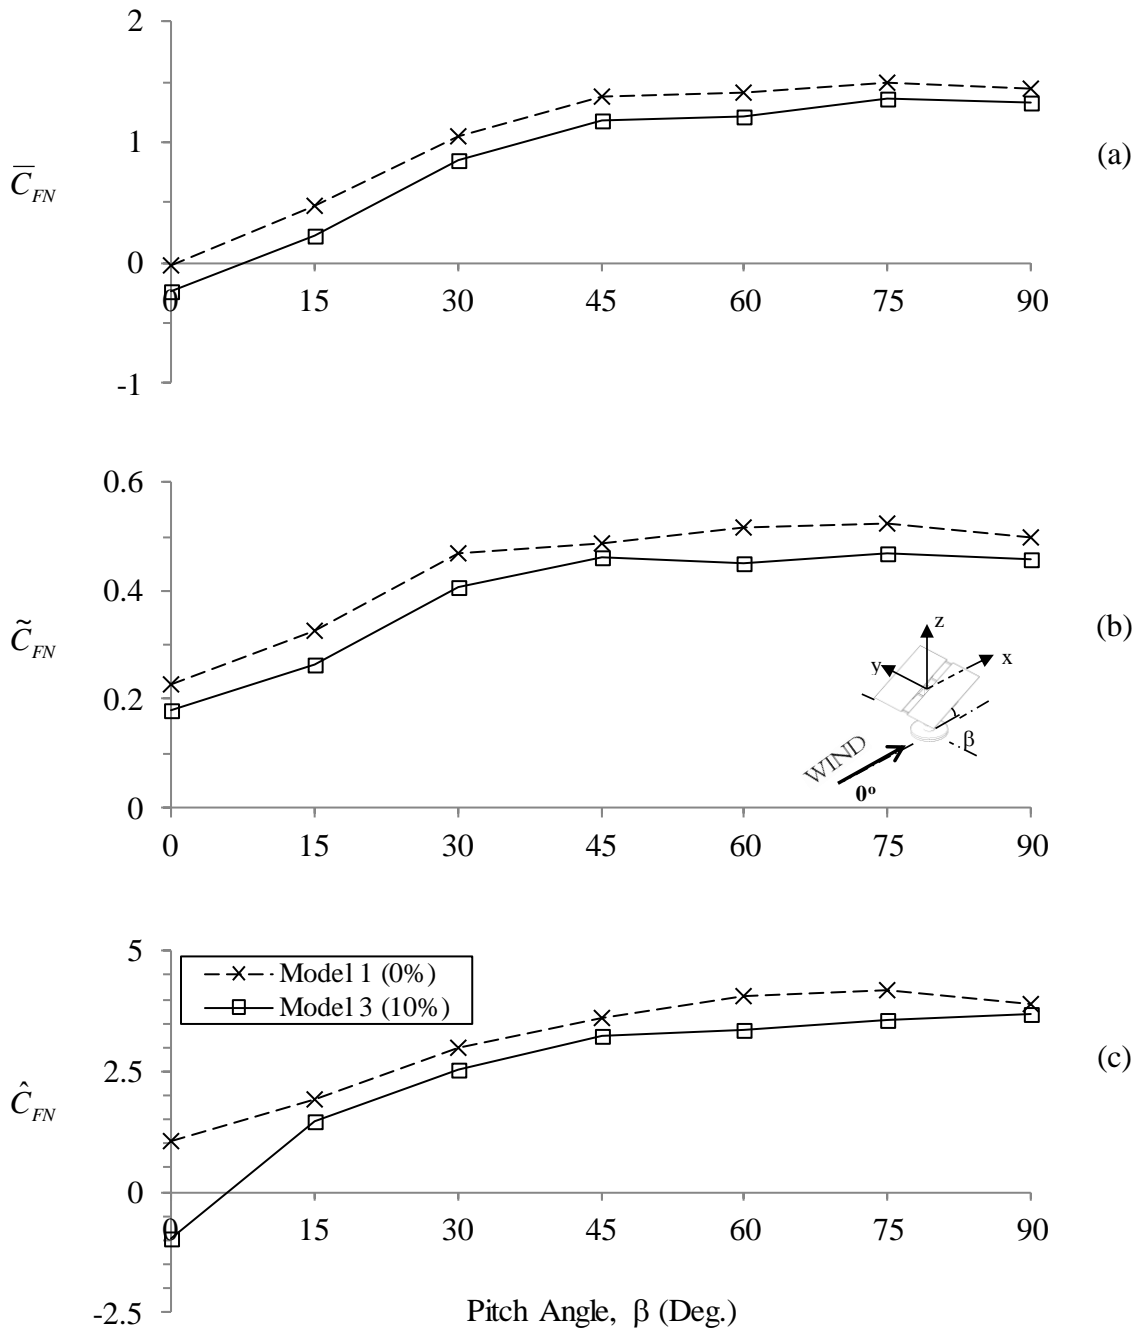 2
1
0
-1
C̅FN
0 15 30 45 60 75 90
(a)
0.6
0.4
0.2
0
C̃FN
0 15 30 45 60 75 90
(b)
z
y
x
β
WIND
0º
5
2.5
0
-2.5
ĈFN
Model 1 (0%)
Model 3 (10%)
0 15 30 45 60 75 90
(c)
Pitch Angle, β (Deg.)